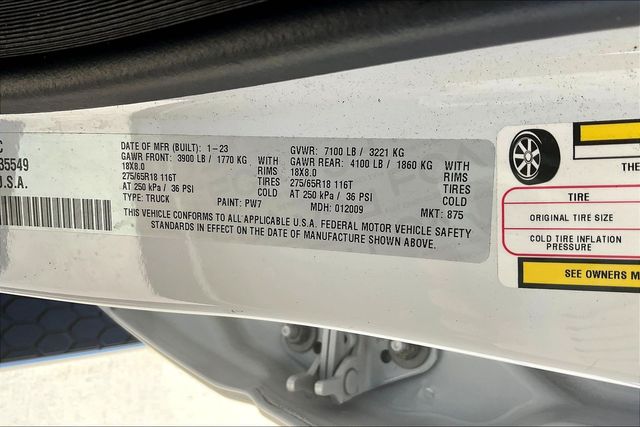 C
35549
U.S.A.
DATE OF MFR (BUILT): 1-23 GVWR: 7100 LB / 3221 KG
GAWR FRONT: 3900 LB / 1770 KG WITH GAWR REAR: 4100 LB / 1860 KG WITH
18X8.0 RIMS 18X8.0 RIMS
275/65R18 116T TIRES 275/65R18 116T TIRES
AT 250 kPa / 36 PSI COLD AT 250 kPa / 36 PSI COLD
TYPE: TRUCK PAINT: PW7 MDH: 012009 MKT: 875
THIS VEHICLE CONFORMS TO ALL APPLICABLE U.S.A. FEDERAL MOTOR VEHICLE SAFETY
STANDARDS IN EFFECT ON THE DATE OF MANUFACTURE SHOWN ABOVE.
THE
TIRE
ORIGINAL TIRE SIZE
COLD TIRE INFLATION
PRESSURE
SEE OWNERS M